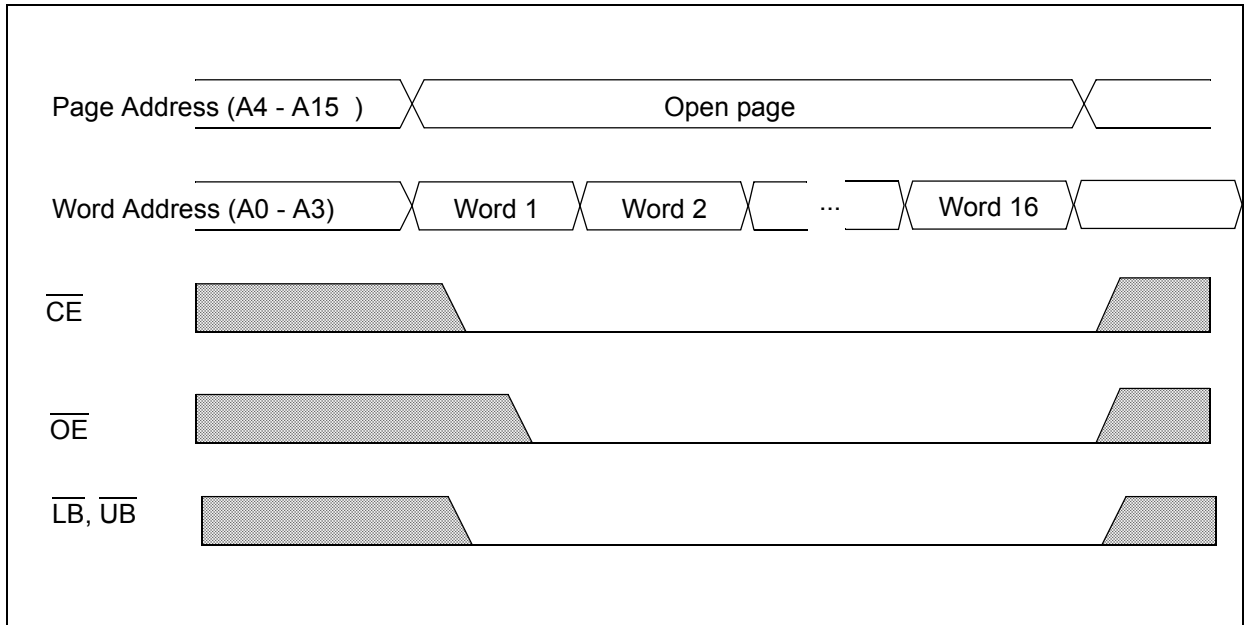 Page Address (A4 - A15 )
Open page
Word Address (A0 - A3)
Word 1
Word 2
...
Word 16
CE
OE
LB, UB